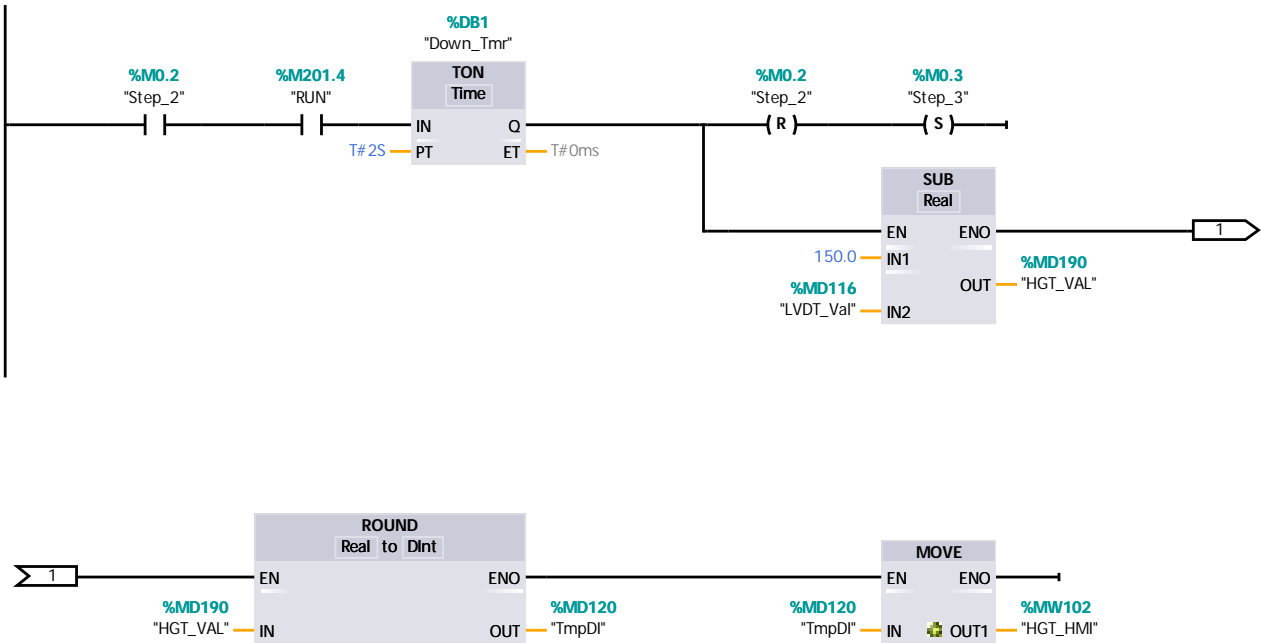 %DB1
"Down_Tmr"
%M0.2
"Step_2"
%M201.4
"RUN"
TON
Time
%M0.2
"Step_2"
%M0.3
"Step_3"
IN Q
R
S
T#2S PT ET T#0ms
SUB
Real
EN ENO
1
150.0 IN1
%MD190
OUT "HGT_VAL"
%MD116
"LVDT_Val" IN2
ROUND
Real to DInt
MOVE
1
EN ENO
EN ENO
%MD190
"HGT_VAL" IN
%MD120
OUT "TmpDI"
%MD120
"TmpDI" IN
%MW102
OUT1 "HGT_HMI"